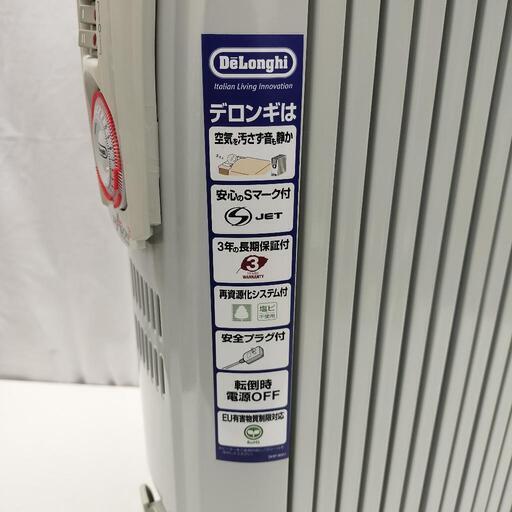 DeLonghi
Italian Living Innovation
デロンギは
空気を汚さず音も静か
安心のSマーク付
S JET
3年の長期保証付
3
WARRANTY
再資源化システム付
塩ビ
不使用
安全プラグ付
転倒時
電源OFF
EU有害物質制限対応
RoHS